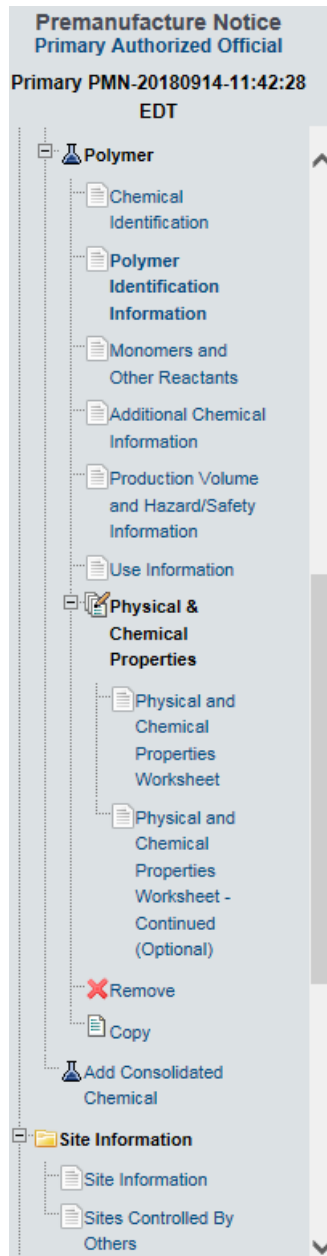 Premanufacture Notice
Primary Authorized Official
Primary PMN-20180914-11:42:28
EDT
Polymer
Chemical
Identification
Polymer
Identification
Information
Monomers and
Other Reactants
Additional Chemical
Information
Production Volume
and Hazard/Safety
Information
Use Information
Physical &
Chemical
Properties
Physical and
Chemical
Properties
Worksheet
Physical and
Chemical
Properties
Worksheet -
Continued
(Optional)
Remove
Copy
Add Consolidated
Chemical
Site Information
Site Information
Sites Controlled By
Others